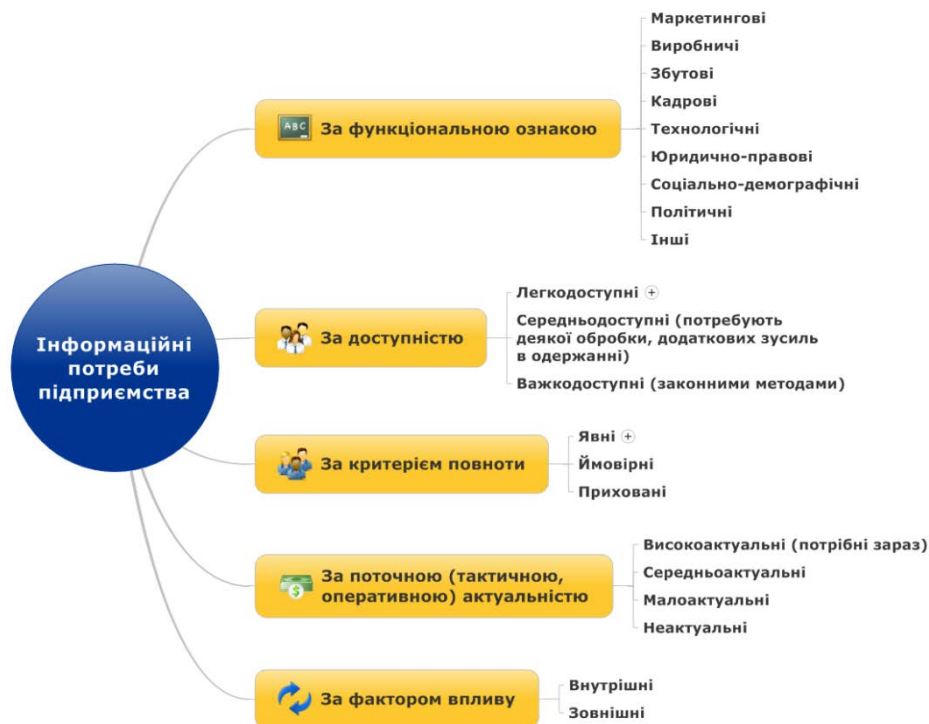 Інформаційні
потреби
підприємства
ABC
За функціональною ознакою
Маркетингові
Виробничі
Збутові
Кадрові
Технологічні
Юридично-правові
Соціально-демографічні
Політичні
Інші
За доступністю
Легкодоступні
Середньодоступні (потребують
деякої обробки, додаткових зусиль
в одержанні)
Важкодоступні (законними методами)
За критерієм повноти
Явні
Ймовірні
Приховані
За поточною (тактичною,
оперативною) актуальністю
Високоактуальні (потрібні зараз)
Середньоактуальні
Малоактуальні
Неактуальні
За фактором впливу
Внутрішні
Зовнішні